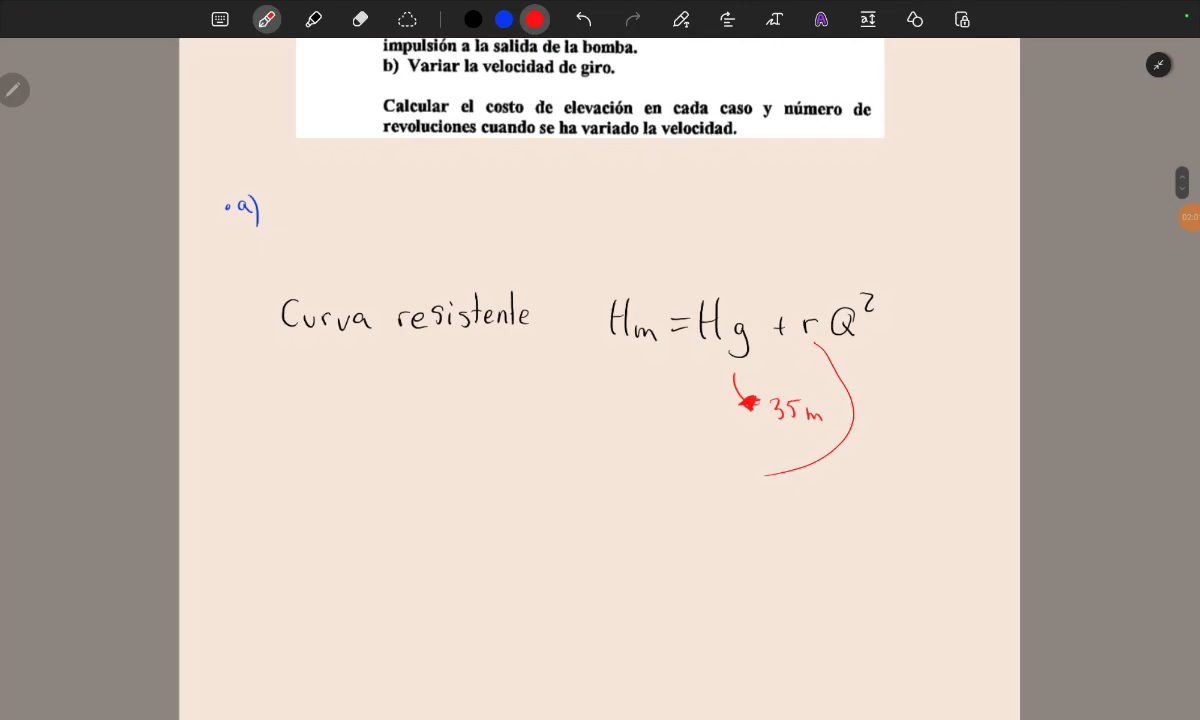 impulsión a la salida de la bomba.
b) Variar la velocidad de giro.
Calcular el costo de elevación en cada caso y número de
revoluciones cuando se ha variado la velocidad.
• a)
Curva resistente Hm = Hg + rQ²
35 m